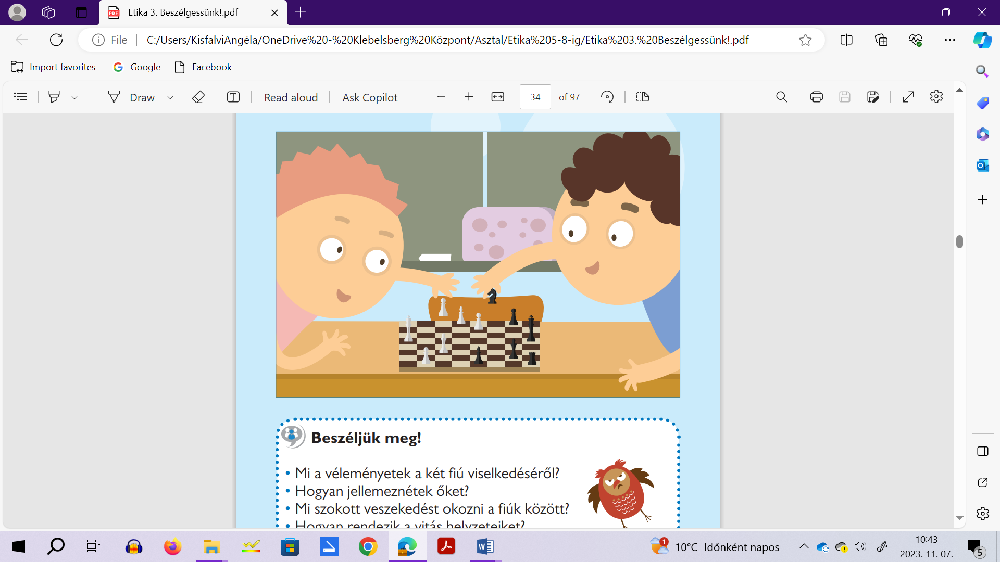 Etika 3. Beszélgessünk!.pdf
File
C:/Users/KisfalviAngéla/OneDrive%20-%20Klebelsberg%20Központ/Asztal/Etika%205-8-ig/Etika%203.%20Beszélgessünk!.pdf
Import favorites
Google
Facebook
Draw
Read aloud
Ask Copilot
34
of 97
Beszéljük meg!
• Mi a véleményetek a két fiú viselkedéséről?
• Hogyan jellemeznétek őket?
• Mi szokott veszekedést okozni a fiúk között?
• Hogyan rendezik a vitás helyzeteiket?
1
10°C Időnként napos
10:43
2023. 11. 07.
5